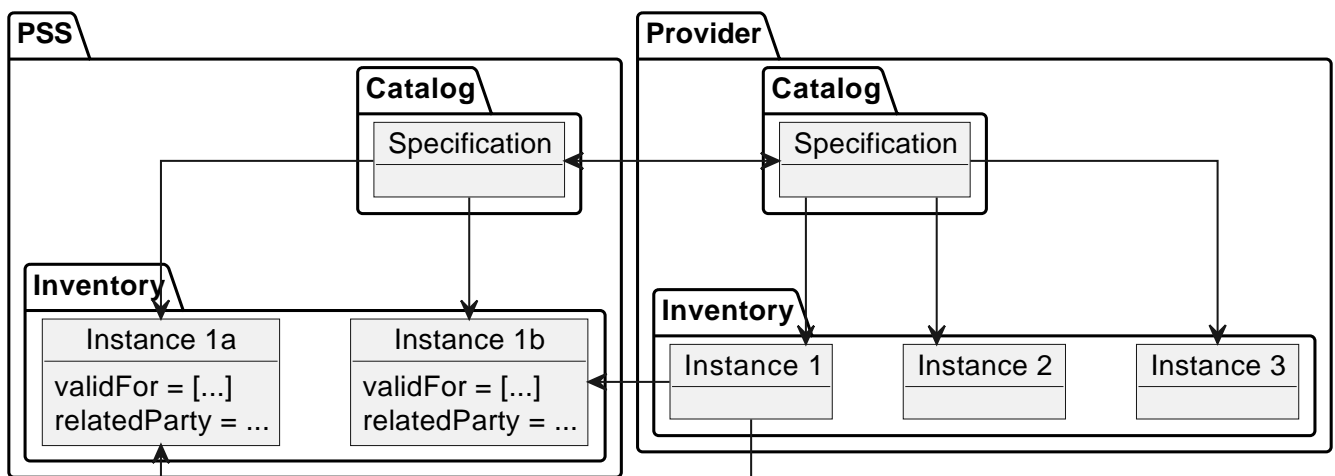 PSS
Catalog
Specification
Inventory
Instance 1a
validFor = [...]
relatedParty = ...
Instance 1b
validFor = [...]
relatedParty = ...
Provider
Catalog
Specification
Inventory
Instance 1
Instance 2
Instance 3